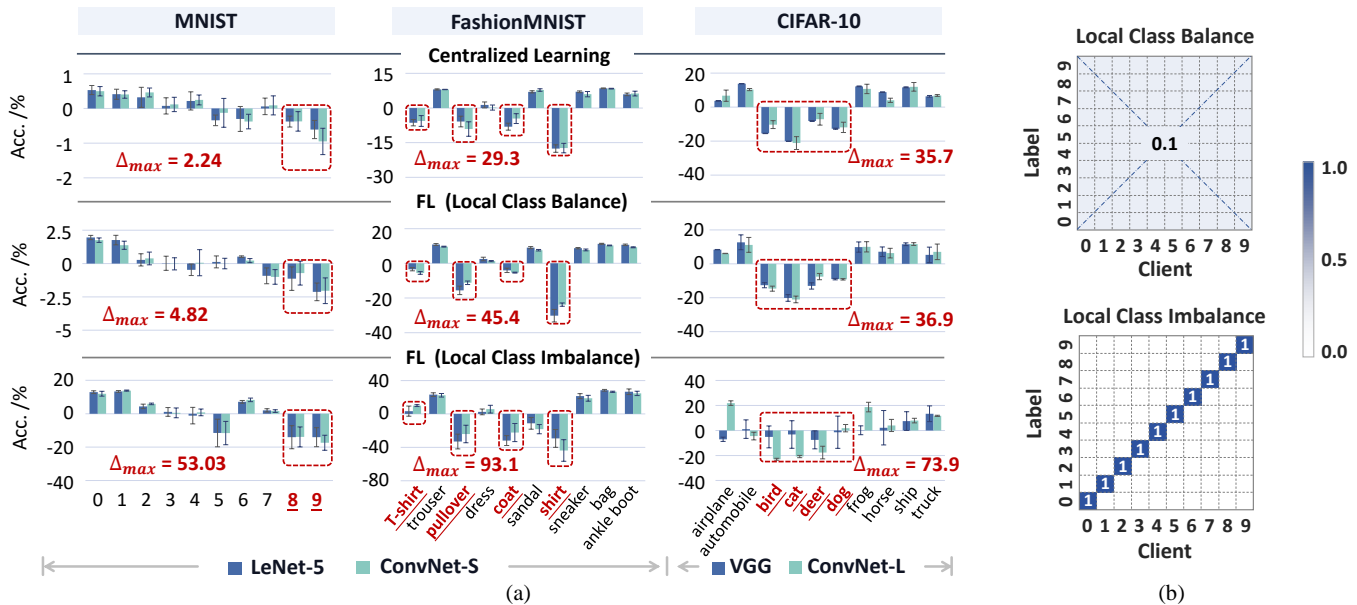 MNIST FashionMNIST CIFAR-10
Centralized Learning
Acc. /%
1
0
-1
-2
Δmax = 2.24
15
0
-15
-30
Δmax = 29.3
20
0
-20
-40
Δmax = 35.7
FL (Local Class Balance)
Acc. /%
2.5
0
-2.5
-5
Δmax = 4.82
20
0
-20
-40
Δmax = 45.4
20
0
-20
-40
Δmax = 36.9
FL (Local Class Imbalance)
Acc. /%
20
0
-20
-40
Δmax = 53.03
0 1 2 3 4 5 6 7 8 9
40
0
-40
-80
Δmax = 93.1
T-shirt
trouser
pullover
dress
coat
sandal
shirt
sneaker
bag
ankle boot
40
20
0
-20
-40
Δmax = 73.9
airplane
automobile
bird
cat
deer
dog
frog
horse
ship
truck
LeNet-5 ConvNet-S
VGG ConvNet-L
(a)
Local Class Balance
Label
9
8
7
6
5
4
3
2
1
0
0.1
0 1 2 3 4 5 6 7 8 9
Client
Local Class Imbalance
Label
9
8
7
6
5
4
3
2
1
0
1
1
1
1
1
1
1
1
1
1
0 1 2 3 4 5 6 7 8 9
Client
1.0
0.5
0.0
(b)